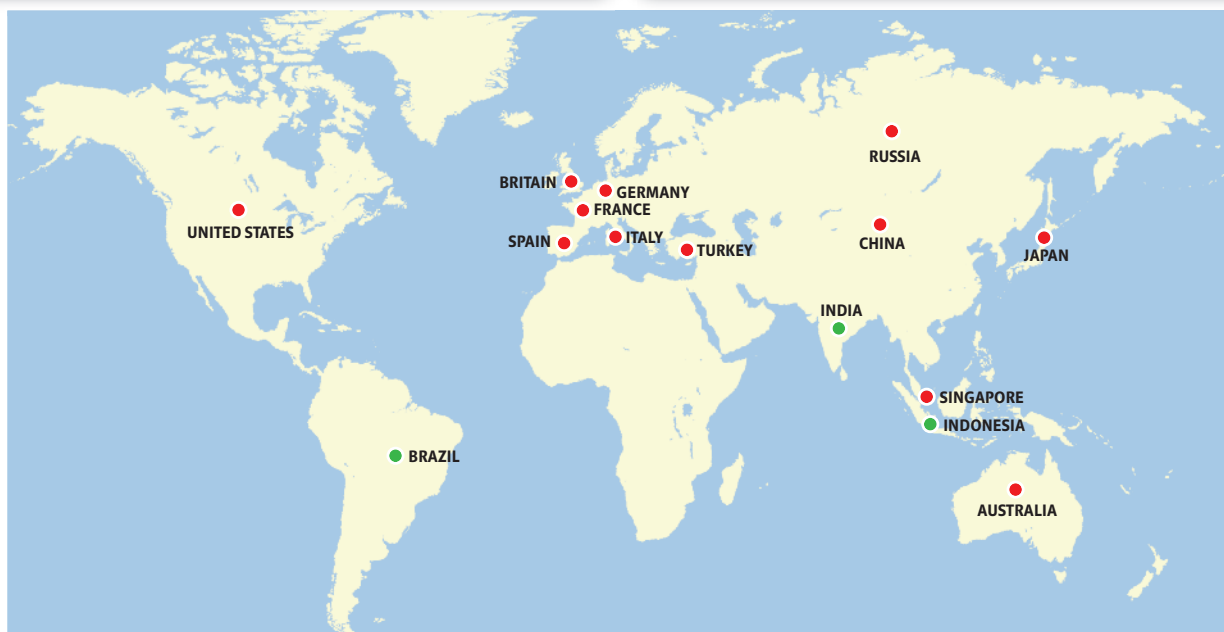 RUSSIA
BRITAIN
GERMANY
FRANCE
UNITED STATES
SPAIN
ITALY
TURKEY
CHINA
JAPAN
INDIA
SINGAPORE
INDONESIA
BRAZIL
AUSTRALIA